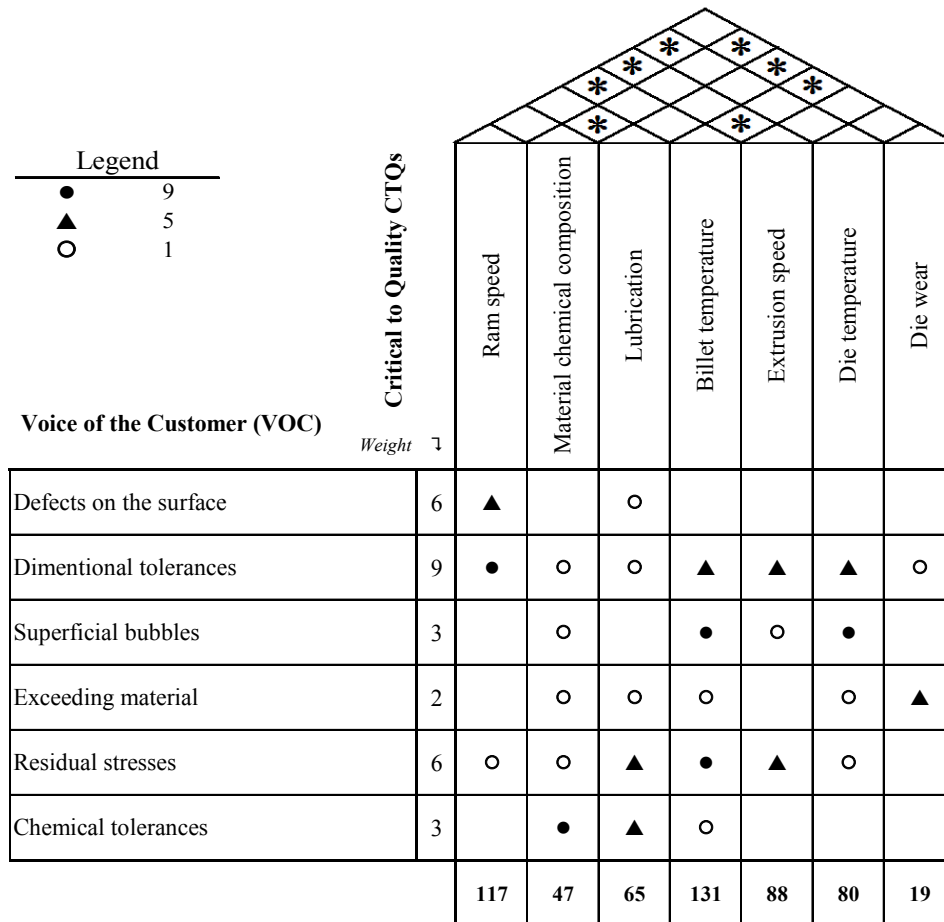 Legend
● 9
▲ 5
○ 1
Critical to Quality CTQs
Ram speed
Material chemical composition
Lubrication
Billet temperature
Extrusion speed
Die temperature
Die wear
Voice of the Customer (VOC)
Weight
Defects on the surface 6 ▲ ○
Dimentional tolerances 9 ● ○ ○ ▲ ▲ ▲ ○
Superficial bubbles 3 ○ ● ○ ●
Exceeding material 2 ○ ○ ○ ○ ▲
Residual stresses 6 ○ ○ ▲ ● ▲ ○
Chemical tolerances 3 ● ▲ ○
117 47 65 131 88 80 19